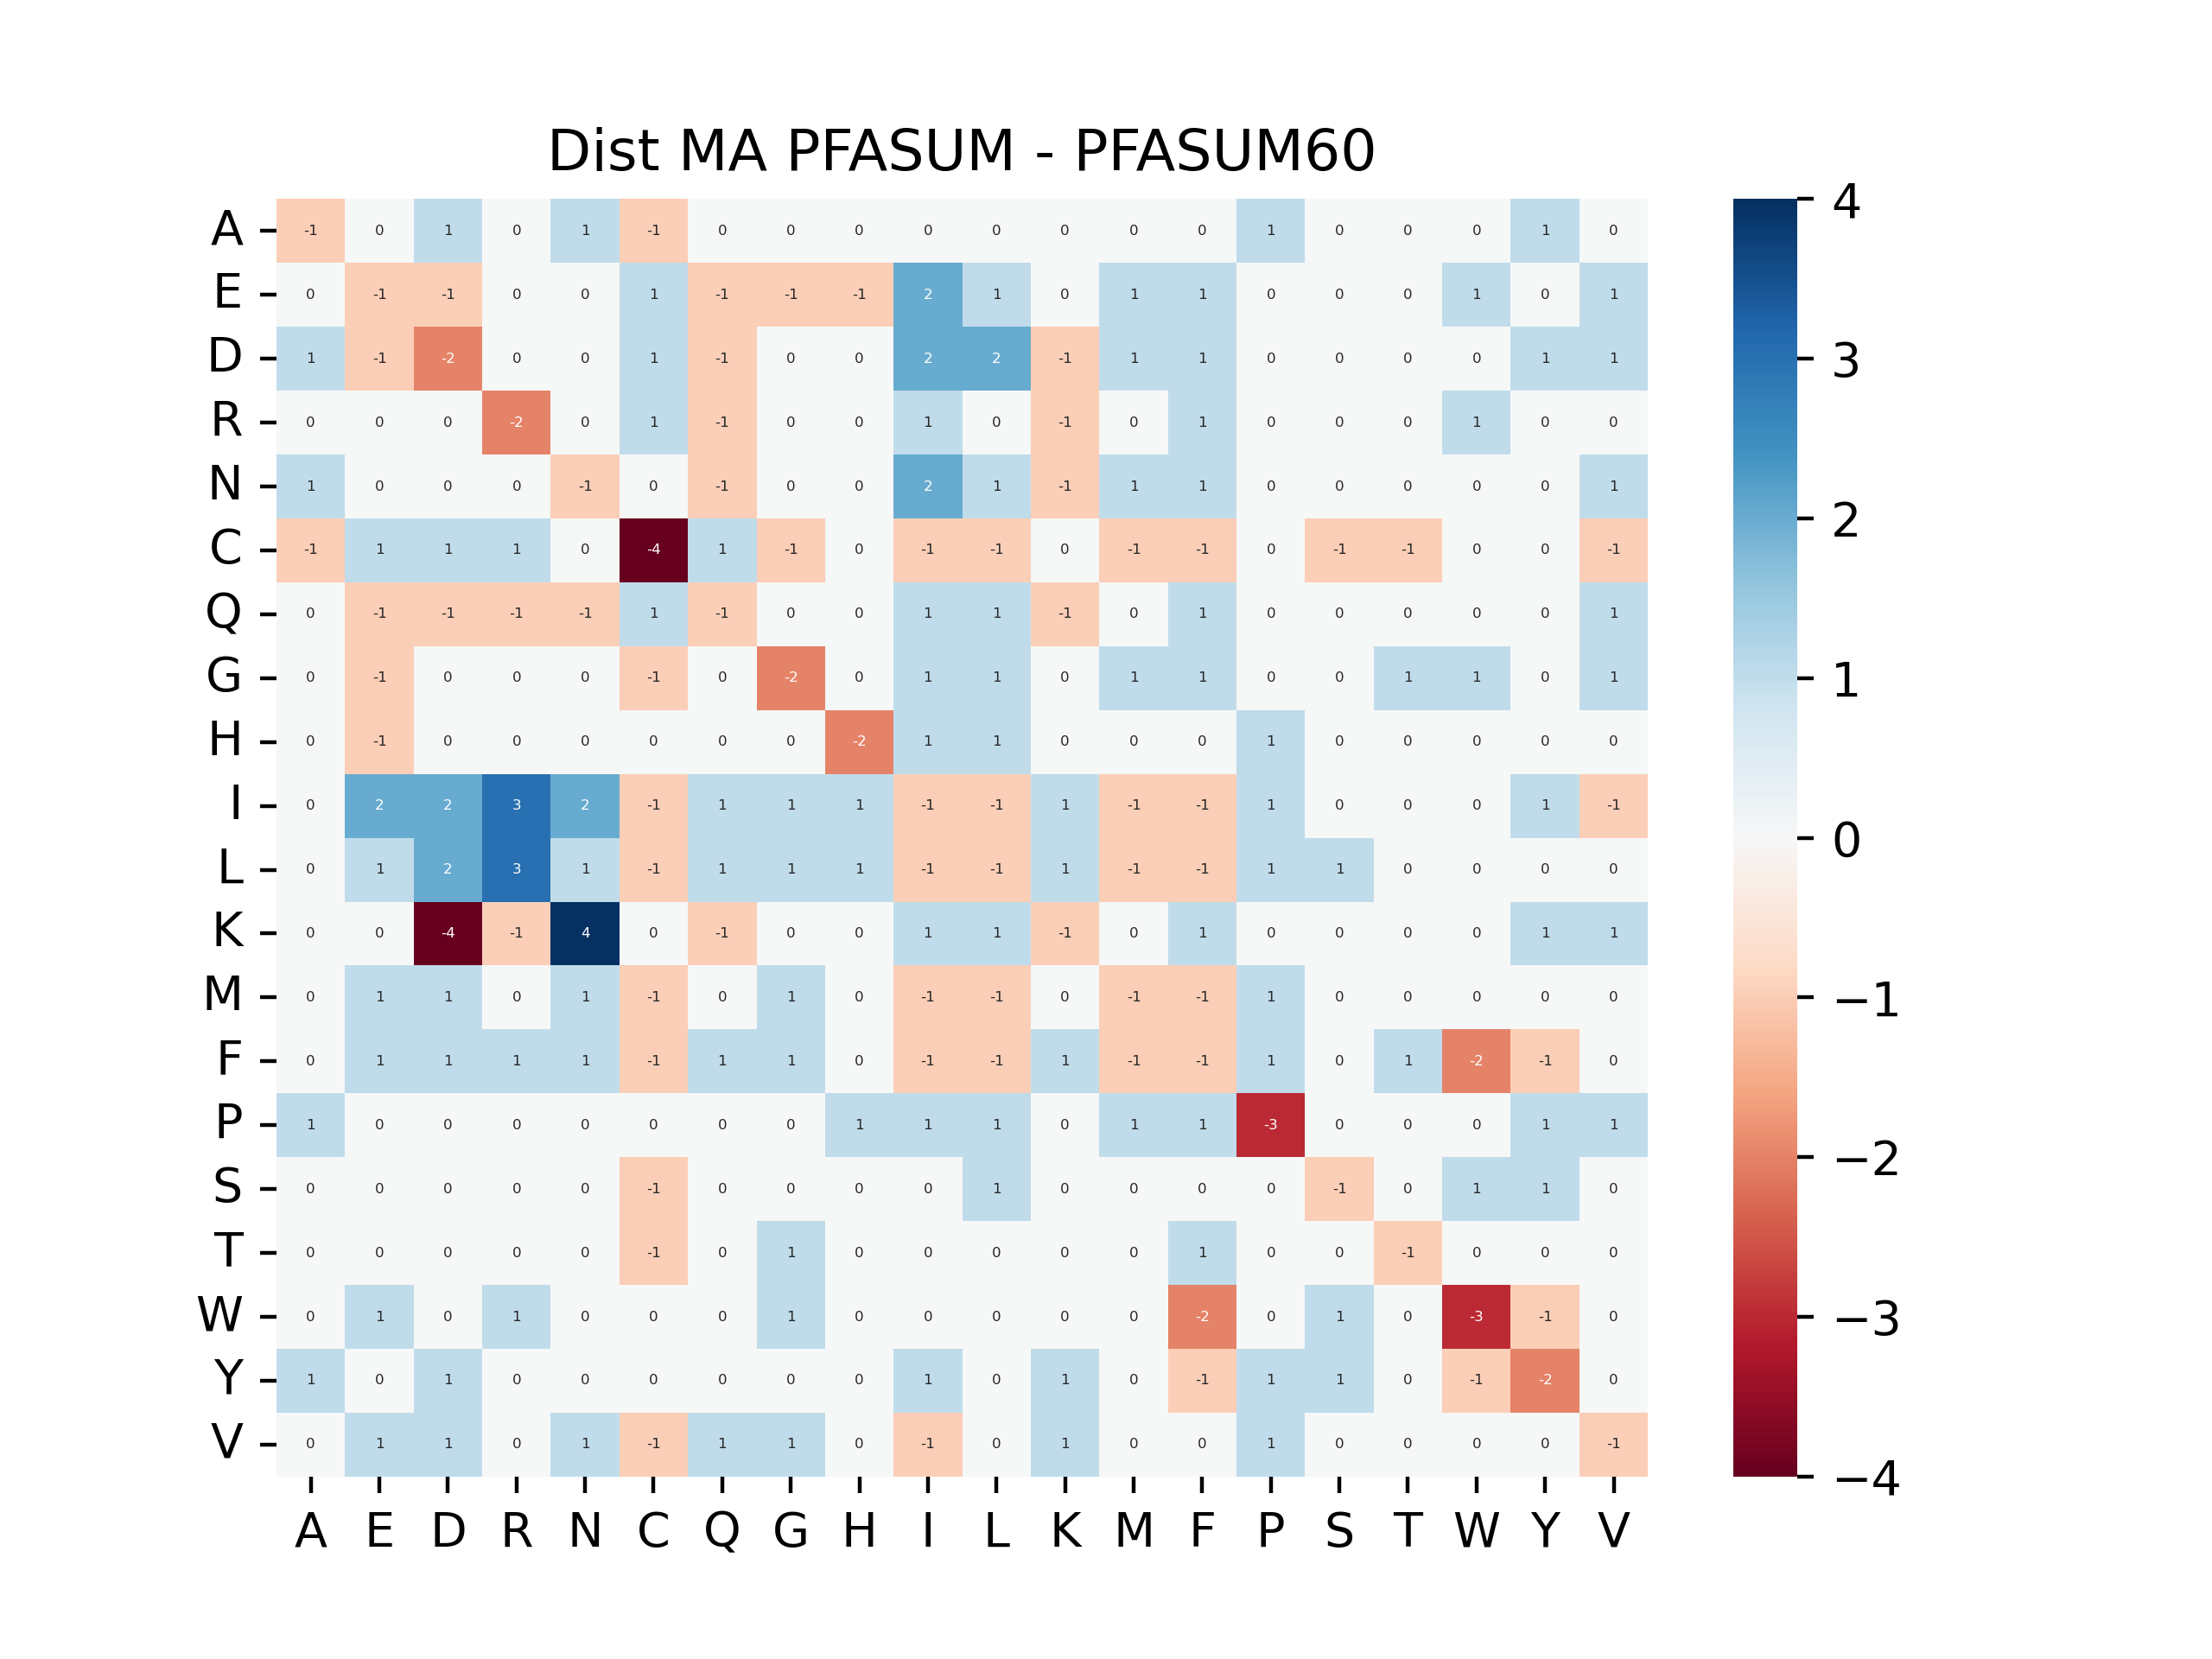 Dist MA PFASUM - PFASUM60
A -1 0 1 0 1 -1 0 0 0 0 0 0 0 0 1 0 0 0 1 0
E 0 -1 -1 0 0 1 -1 -1 -1 2 1 0 1 1 0 0 0 1 0 1
D 1 -1 -2 0 0 1 -1 0 0 2 2 -1 1 1 0 0 0 0 1 1
R 0 0 0 -2 0 1 -1 0 0 1 0 -1 0 1 0 0 0 1 0 0
N 1 0 0 0 -1 0 -1 0 0 2 1 -1 1 1 0 0 0 0 0 1
C -1 1 1 1 0 -4 1 -1 0 -1 -1 0 -1 -1 0 -1 -1 0 0 -1
Q 0 -1 -1 -1 -1 1 -1 0 0 1 1 -1 0 1 0 0 0 0 0 1
G 0 -1 0 0 0 -1 0 -2 0 1 1 0 1 1 0 0 1 1 0 1
H 0 -1 0 0 0 0 0 0 -2 1 1 0 0 0 1 0 0 0 0 0
I 0 2 2 3 2 -1 1 1 1 -1 -1 1 -1 -1 1 0 0 0 1 -1
L 0 1 2 3 1 -1 1 1 1 -1 -1 1 -1 -1 1 1 0 0 0 0
K 0 0 -4 -1 4 0 -1 0 0 1 1 -1 0 1 0 0 0 0 1 1
M 0 1 1 0 1 -1 0 1 0 -1 -1 0 -1 -1 1 0 0 0 0 0
F 0 1 1 1 1 -1 1 1 0 -1 -1 1 -1 -1 1 0 1 -2 -1 0
P 1 0 0 0 0 0 0 0 1 1 1 0 1 1 -3 0 0 0 1 1
S 0 0 0 0 0 -1 0 0 0 0 1 0 0 0 0 -1 0 1 1 0
T 0 0 0 0 0 -1 0 1 0 0 0 0 0 1 0 0 -1 0 0 0
W 0 1 0 1 0 0 0 1 0 0 0 0 0 -2 0 1 0 -3 -1 0
Y 1 0 1 0 0 0 0 0 0 1 0 1 0 -1 1 1 0 -1 -2 0
V 0 1 1 0 1 -1 1 1 0 -1 0 1 0 0 1 0 0 0 0 -1
A E D R N C Q G H I L K M F P S T W Y V
4
3
2
1
0
−1
−2
−3
−4